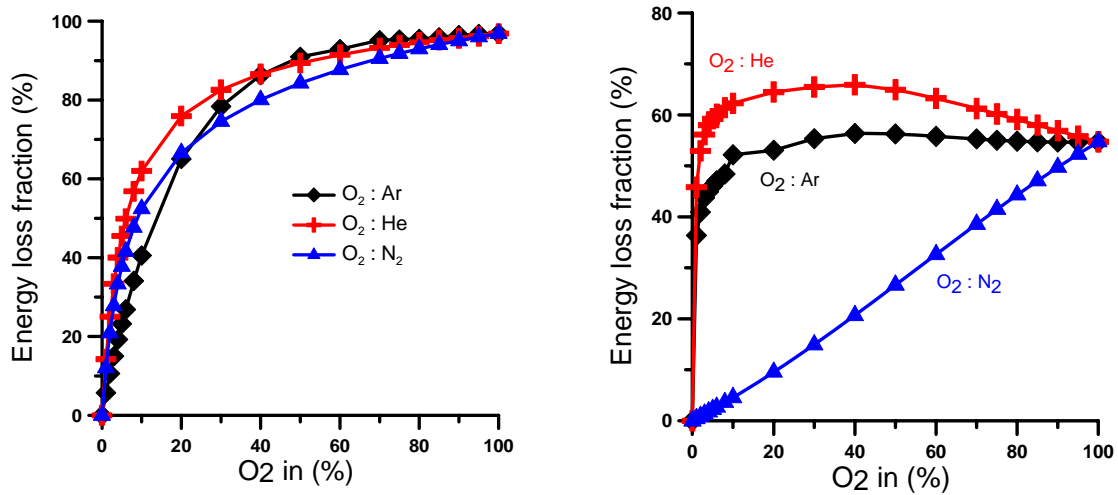 Energy loss fraction (%)
100
80
60
40
20
0
O₂ : Ar
O₂ : He
O₂ : N₂
0 20 40 60 80 100
O2 in (%)
Energy loss fraction (%)
80
60
40
20
0
O₂ : He
O₂ : Ar
O₂ : N₂
0 20 40 60 80 100
O2 in (%)